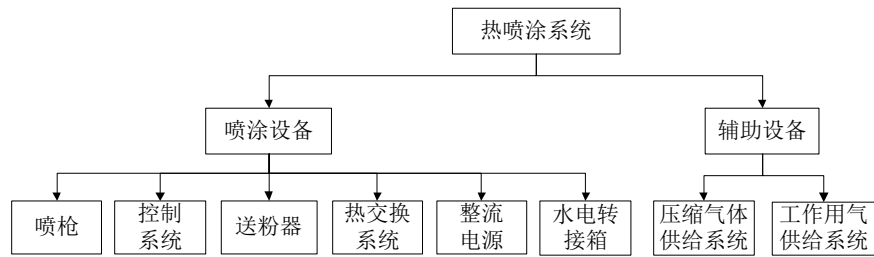 热喷涂系统
喷涂设备
辅助设备
喷枪
控制
系统
送粉器
热交换
系统
整流
电源
水电转
接箱
压缩气体
供给系统
工作用气
供给系统